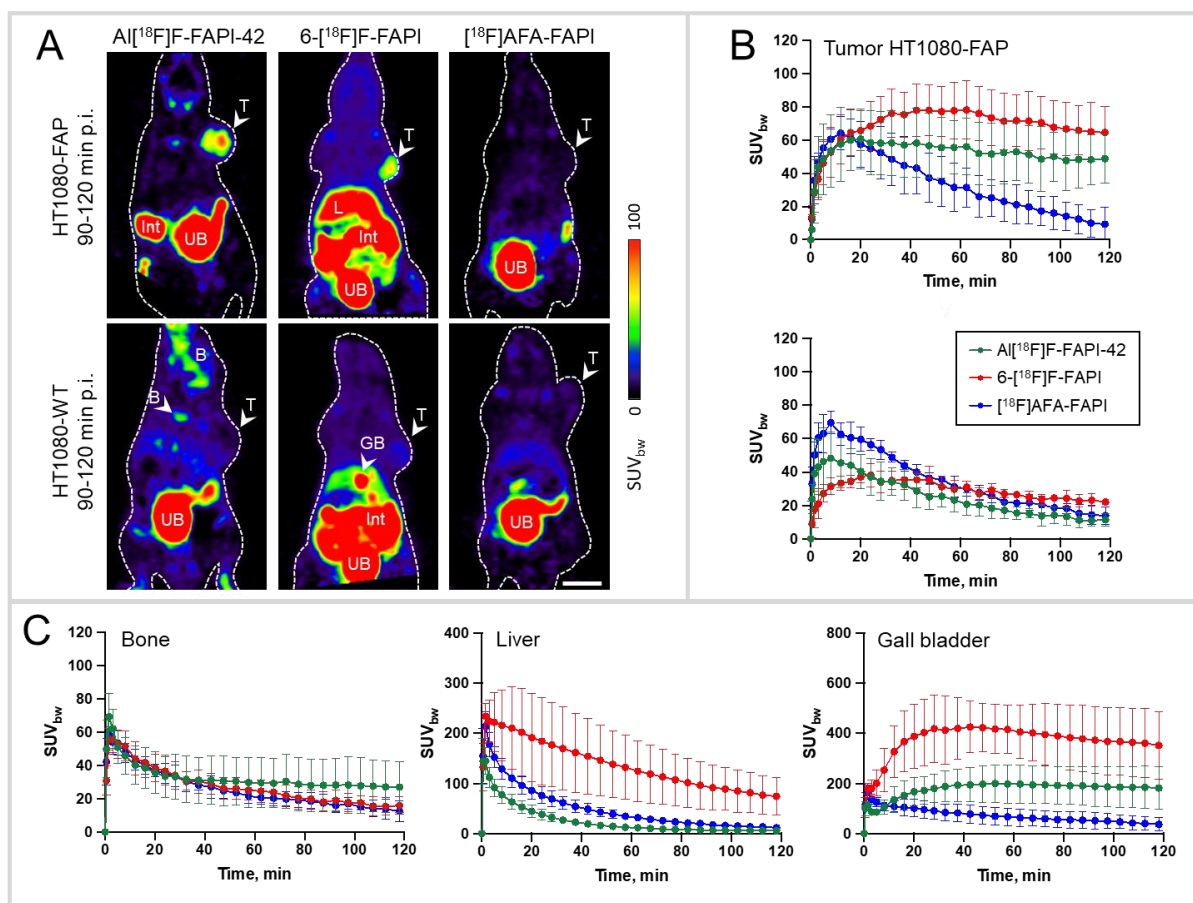 A
Al[¹⁸F]F-FAPI-42
6-[¹⁸F]F-FAPI
[¹⁸F]AFA-FAPI
HT1080-FAP
90-120 min p.i.
T
Int
UB
T
L
Int
UB
T
UB
HT1080-WT
90-120 min p.i.
B
B
T
UB
T
GB
Int
UB
T
UB
100
0
SUVbw
B
Tumor HT1080-FAP
120
100
80
60
40
20
0
SUVbw
0 20 40 60 80 100 120
Time, min
120
100
80
60
40
20
0
SUVbw
0 20 40 60 80 100 120
Time, min
Al[¹⁸F]F-FAPI-42
6-[¹⁸F]F-FAPI
[¹⁸F]AFA-FAPI
C
Bone
120
100
80
60
40
20
0
SUVbw
0 20 40 60 80 100 120
Time, min
Liver
400
300
200
100
0
SUVbw
0 20 40 60 80 100 120
Time, min
Gall bladder
800
600
400
200
0
SUVbw
0 20 40 60 80 100 120
Time, min